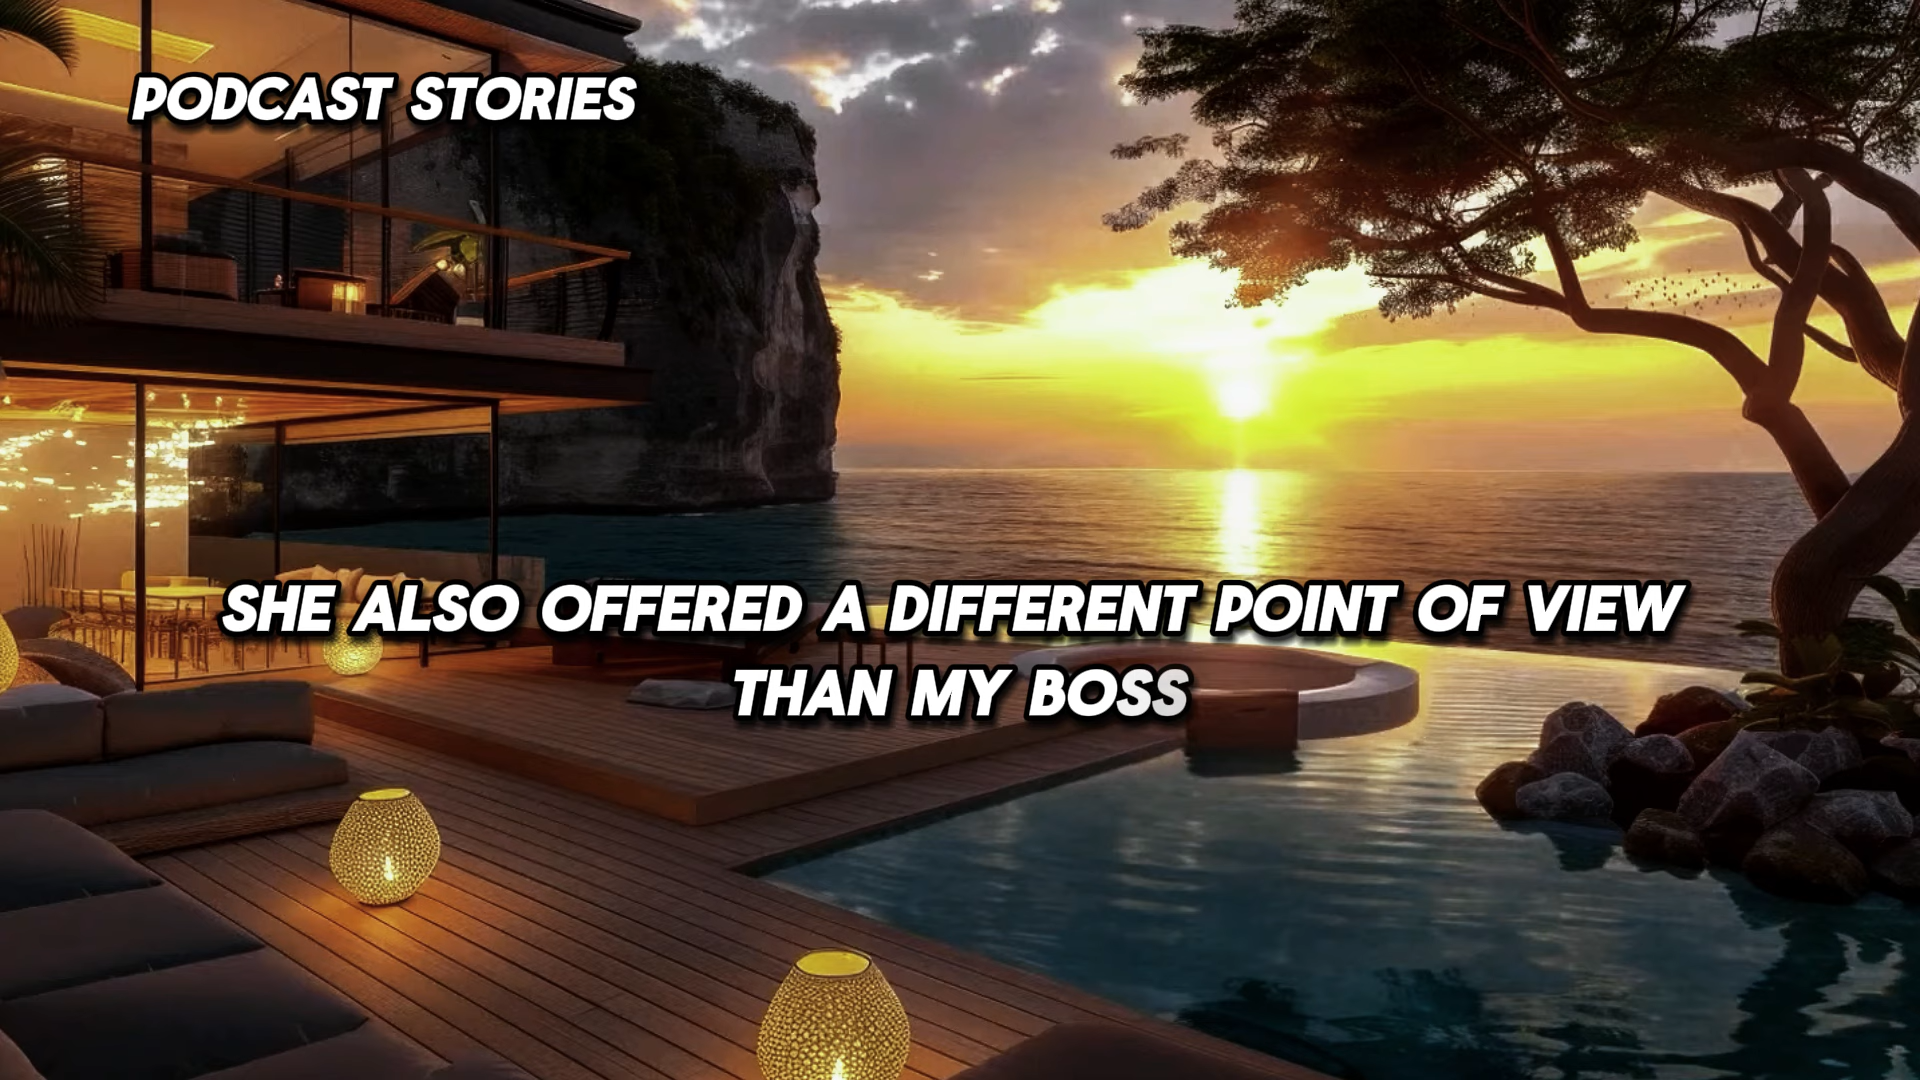 PODCAST STORIES
SHE ALSO OFFERED A DIFFERENT POINT OF VIEW
THAN MY BOSS